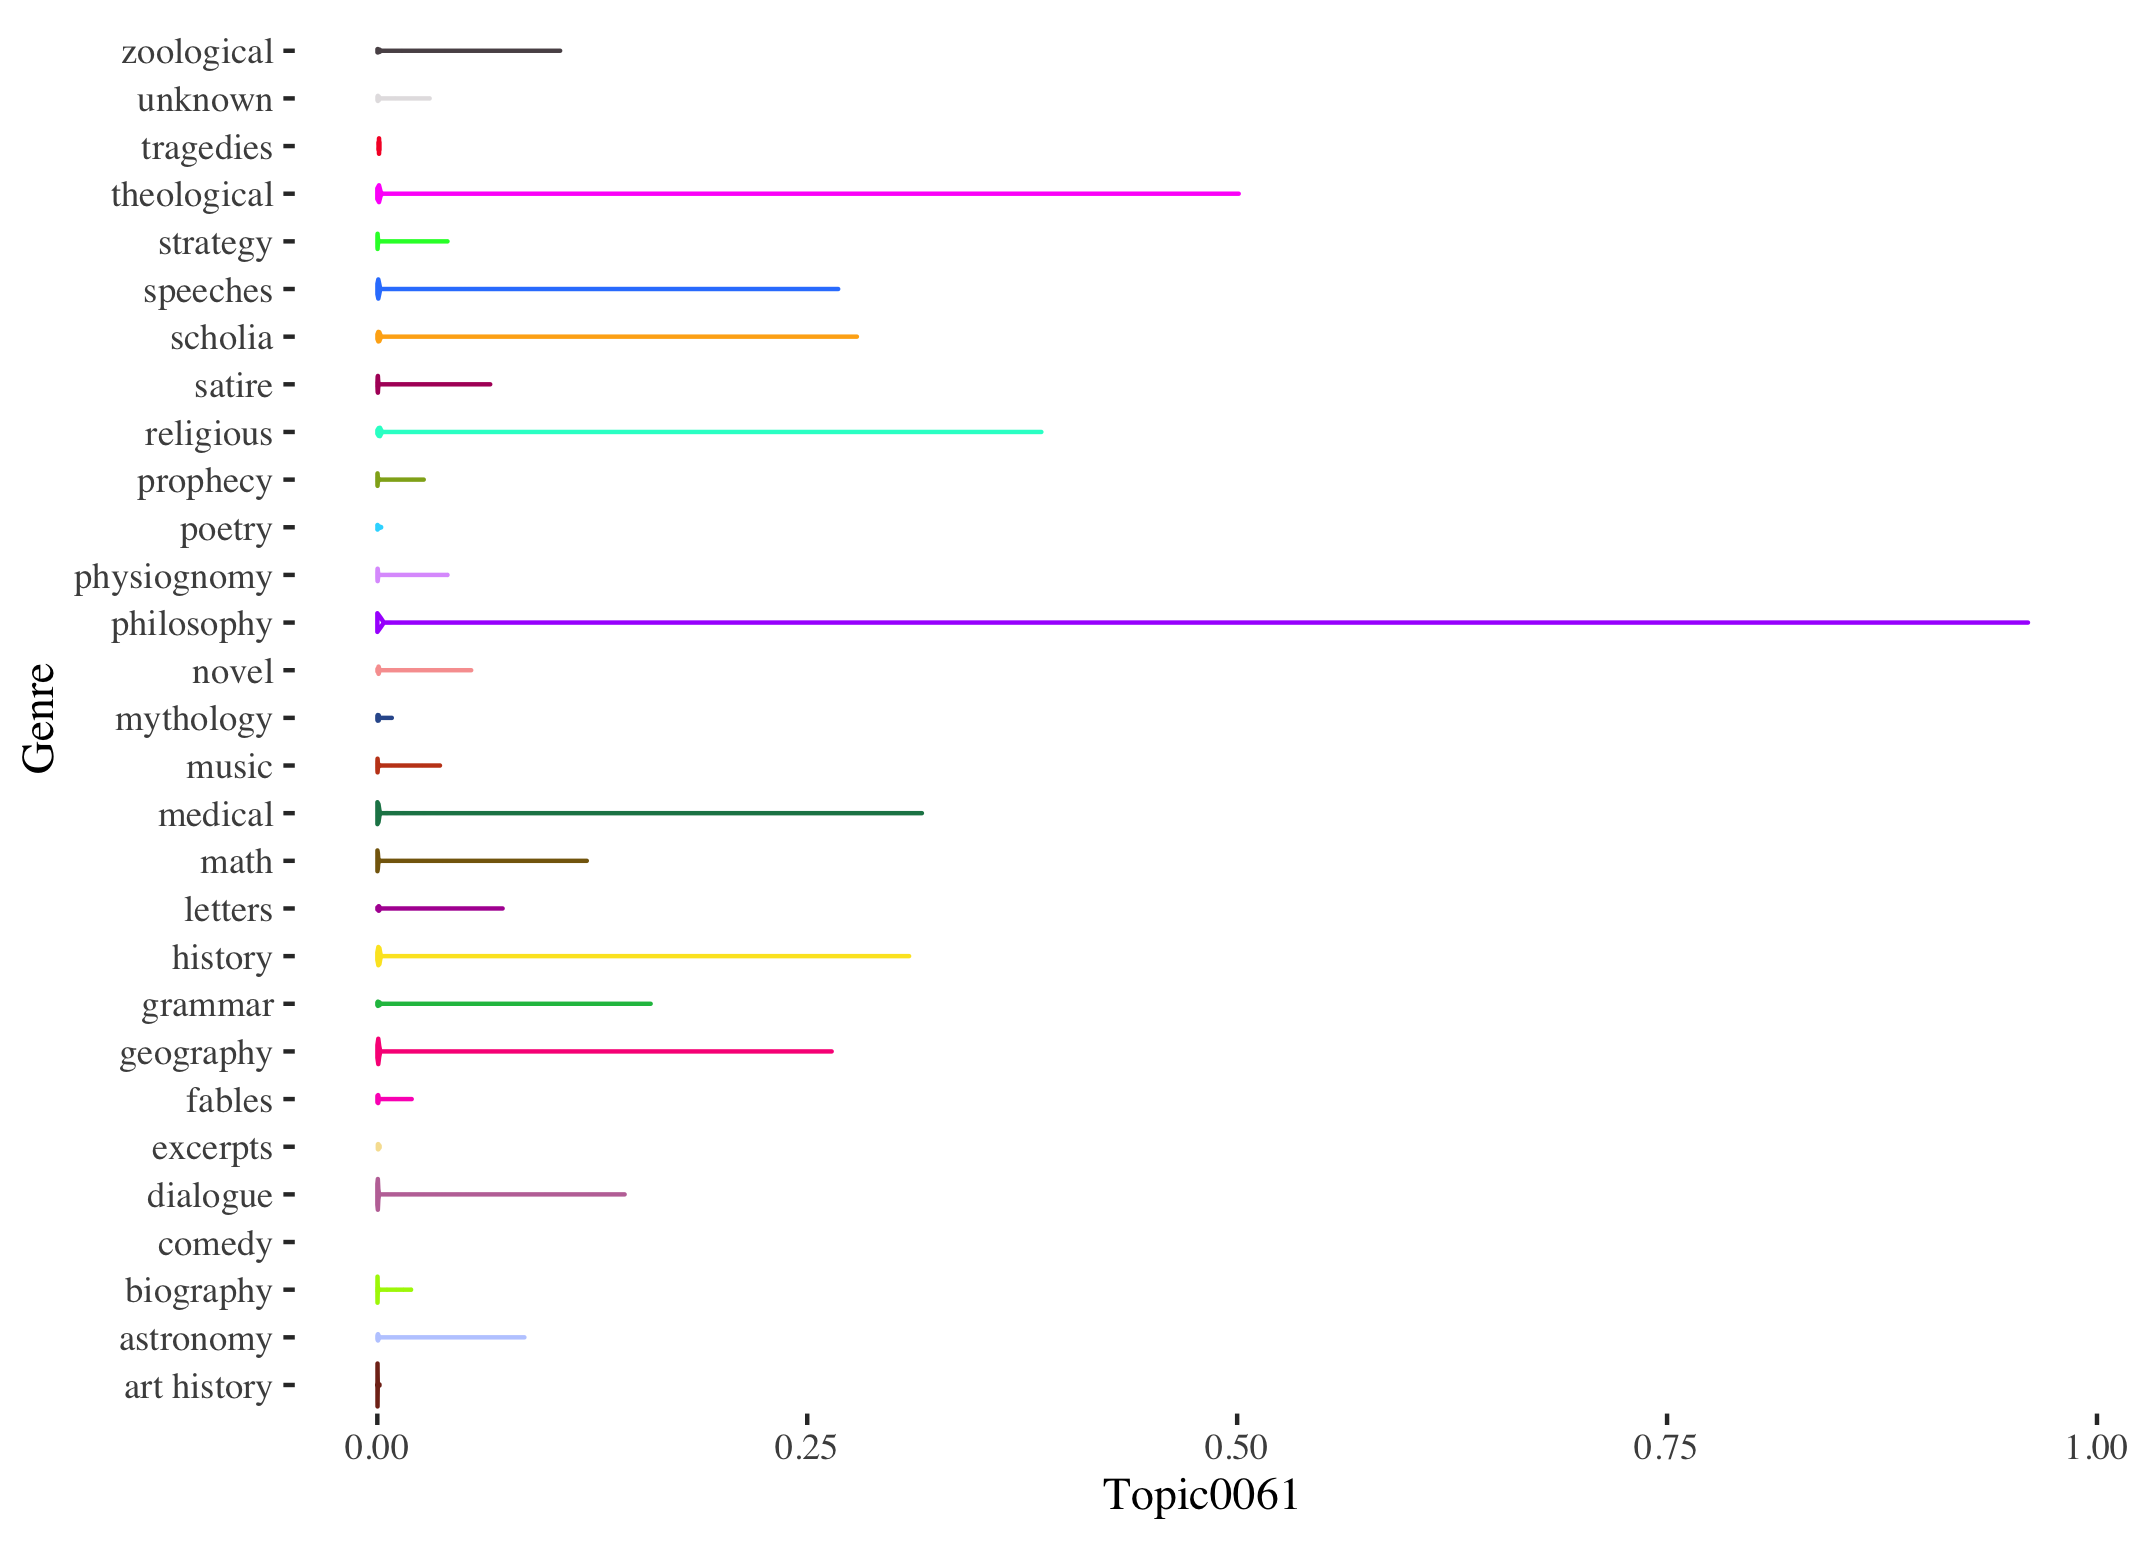 zoological
unknown
tragedies
theological
strategy
speeches
scholia
satire
religious
prophecy
poetry
physiognomy
philosophy
novel
mythology
music
medical
math
letters
history
grammar
geography
fables
excerpts
dialogue
comedy
biography
astronomy
art history
Genre
0.00 0.25 0.50 0.75 1.00
Topic0061